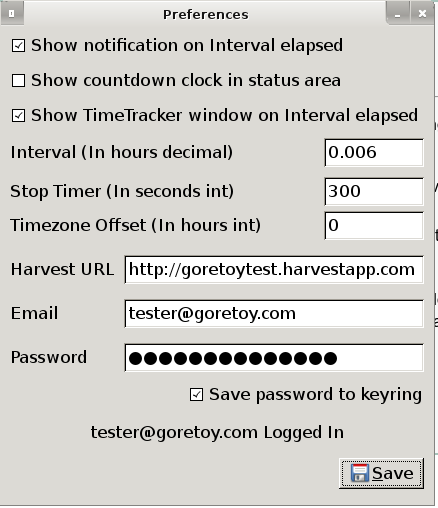 Preferences
Show notification on Interval elapsed
Show countdown clock in status area
Show TimeTracker window on Interval elapsed
Interval (In hours decimal) 0.006
Stop Timer (In seconds int) 300
Timezone Offset (In hours int) 0
Harvest URL http://goretoytest.harvestapp.com
Email tester@goretoy.com
Password ●●●●●●●●●●●●●●
Save password to keyring
tester@goretoy.com Logged In
Save